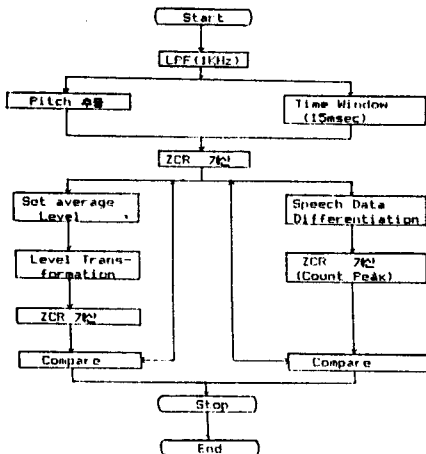 Start
LPF(1KHz)
Pitch 추출
Time Window
(15msec)
ZCR 계산
Set average
Level
Speech Data
Differentiation
Level Trans-
formation
ZCR 계산
(Count Peak)
ZCR 계산
Compare
Compare
Stop
End